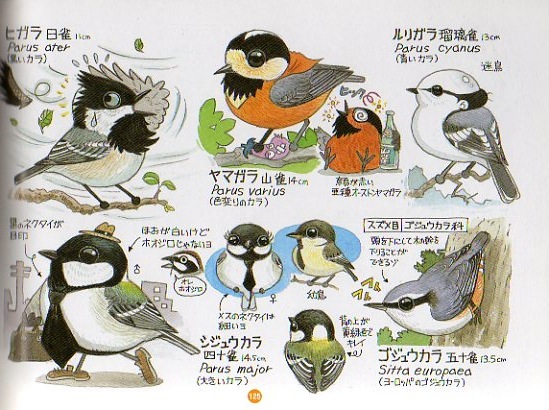 ヒガラ 日雀 11cm
Parus ater
(黒いカラ)
ルリガラ 瑠璃雀 13cm
Parus cyanus
(青いカラ)
迷鳥
ヒック
ヤマガラ 山雀 14cm
Parus varius
(色変りのカラ)
顔が赤い
亜種オーストンヤマガラ
黒のネクタイが
目印
ほおが白いけど
ホオジロじゃないヨ
♂
オレ
ホオジロ
メスのネクタイは
細いヨ
♀
幼鳥
スズメ目 ゴジュウカラ科
頭を下にして木の幹を
下りることが
できるゾ
シジュウカラ
四十雀 14.5cm
Parus major
(大きいカラ)
背の上が
黄緑色で
キレイ
ゴジュウカラ 五十雀 13.5cm
Sitta europaea
(ヨーロッパのゴジュウカラ)
125